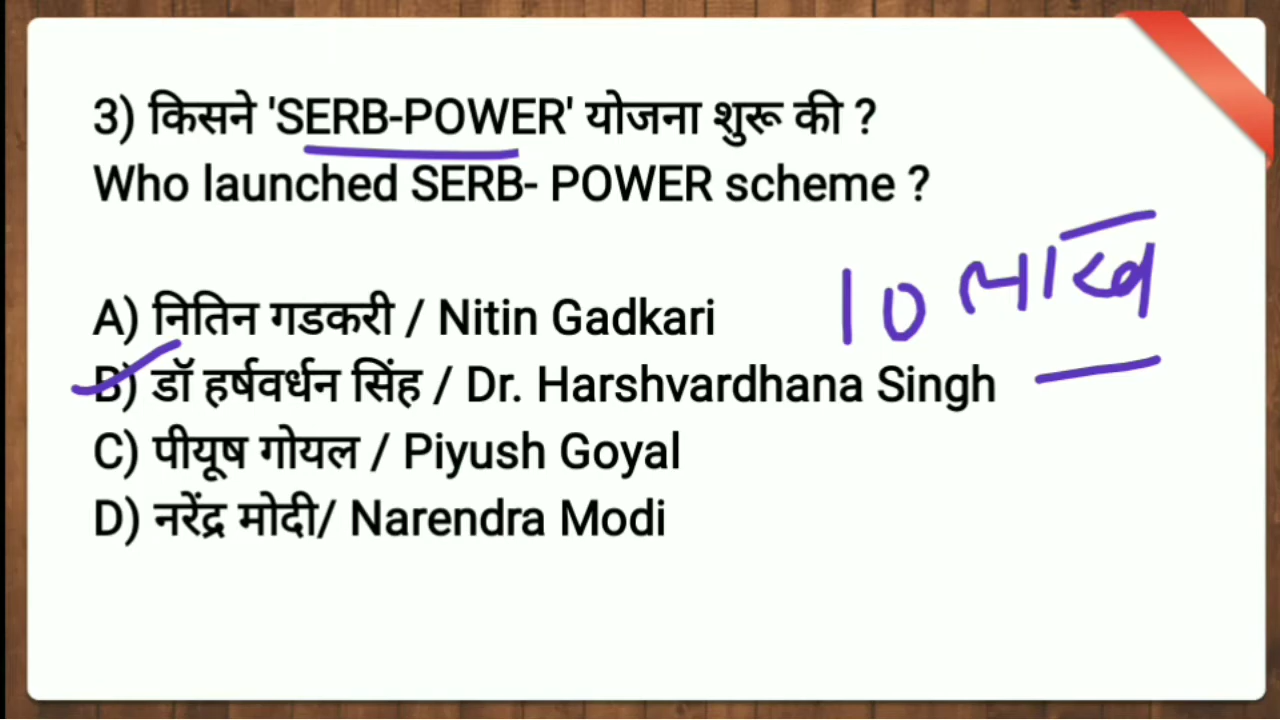 3) किसने 'SERB-POWER' योजना शुरू की ?
Who launched SERB- POWER scheme ?
10 लाख
A) नितिन गडकरी / Nitin Gadkari
B) डॉ हर्षवर्धन सिंह / Dr. Harshvardhana Singh
C) पीयूष गोयल / Piyush Goyal
D) नरेंद्र मोदी/ Narendra Modi